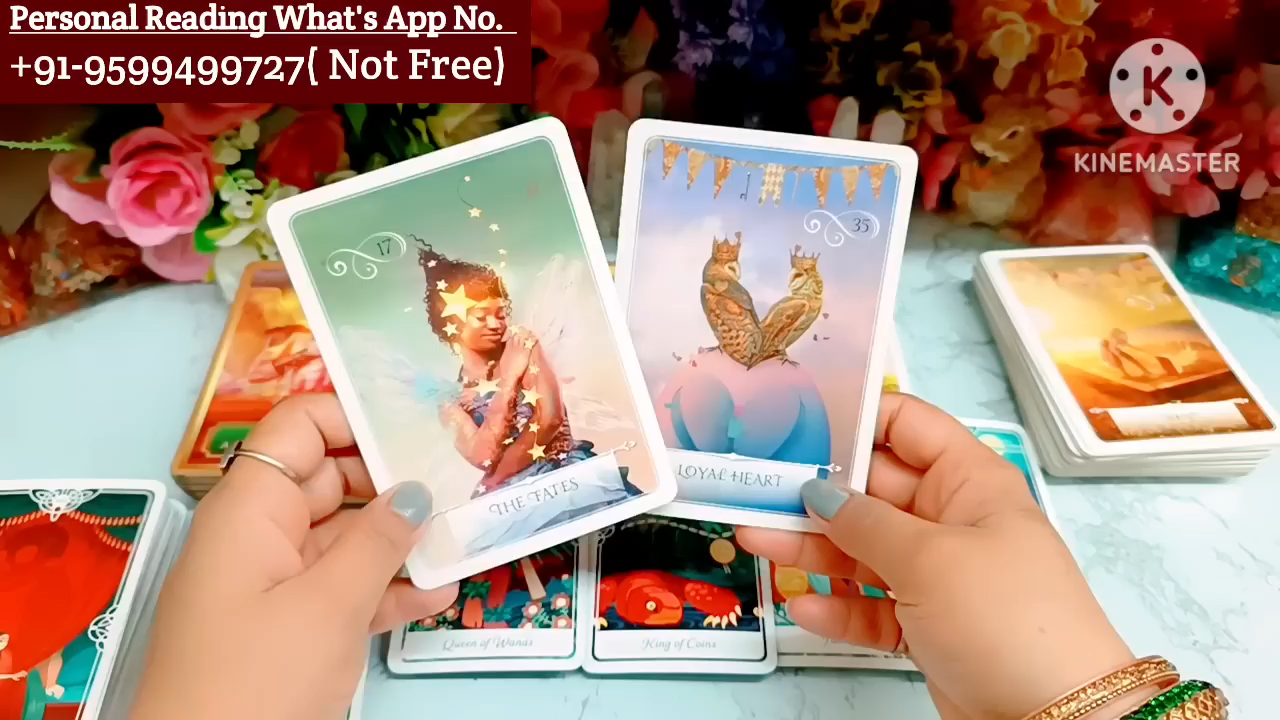 Personal Reading What's App No.
+91-9599499727( Not Free)
KINEMASTER
17
35
THE FATES
LOYAL HEART
Queen of Wands
King of Coins